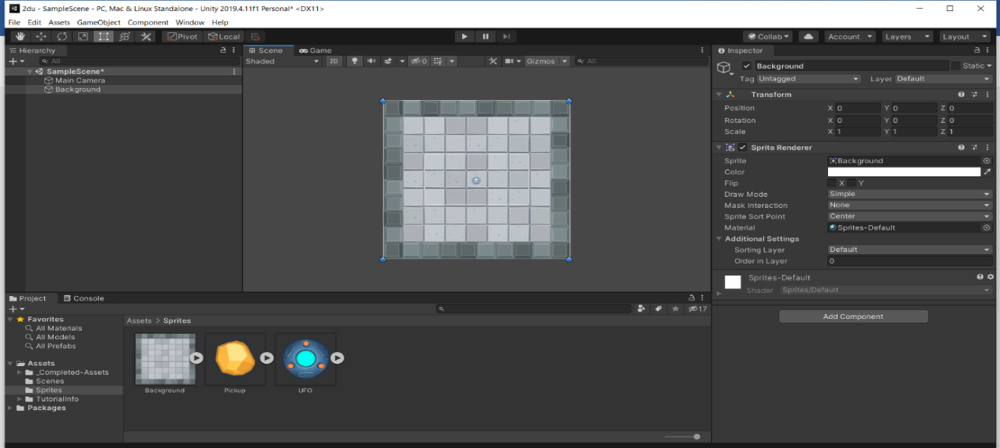 2du - SampleScene - PC, Mac & Linux Standalone - Unity 2019.4.11f1 Personal* <DX11>
File Edit Assets GameObject Component Window Help
Pivot Local Collab Account Layers Layout
Hierarchy
All
SampleScene*
Main Camera
Background
Scene Game
Shaded 2D 0 Gizmos All
Inspector
Background Static
Tag Untagged Layer Default
Transform
Position X 0 Y 0 Z 0
Rotation X 0 Y 0 Z 0
Scale X 1 Y 1 Z 1
Sprite Renderer
Sprite Background
Color
Flip X Y
Draw Mode Simple
Mask Interaction None
Sprite Sort Point Center
Material Sprites-Default
Additional Settings
Sorting Layer Default
Order in Layer 0
Sprites-Default
Shader Sprites/Default
Add Component
Project Console
17
Favorites
All Materials
All Models
All Prefabs
Assets
_Completed-Assets
Scenes
Sprites
TutorialInfo
Packages
Assets > Sprites
Background Pickup UFO